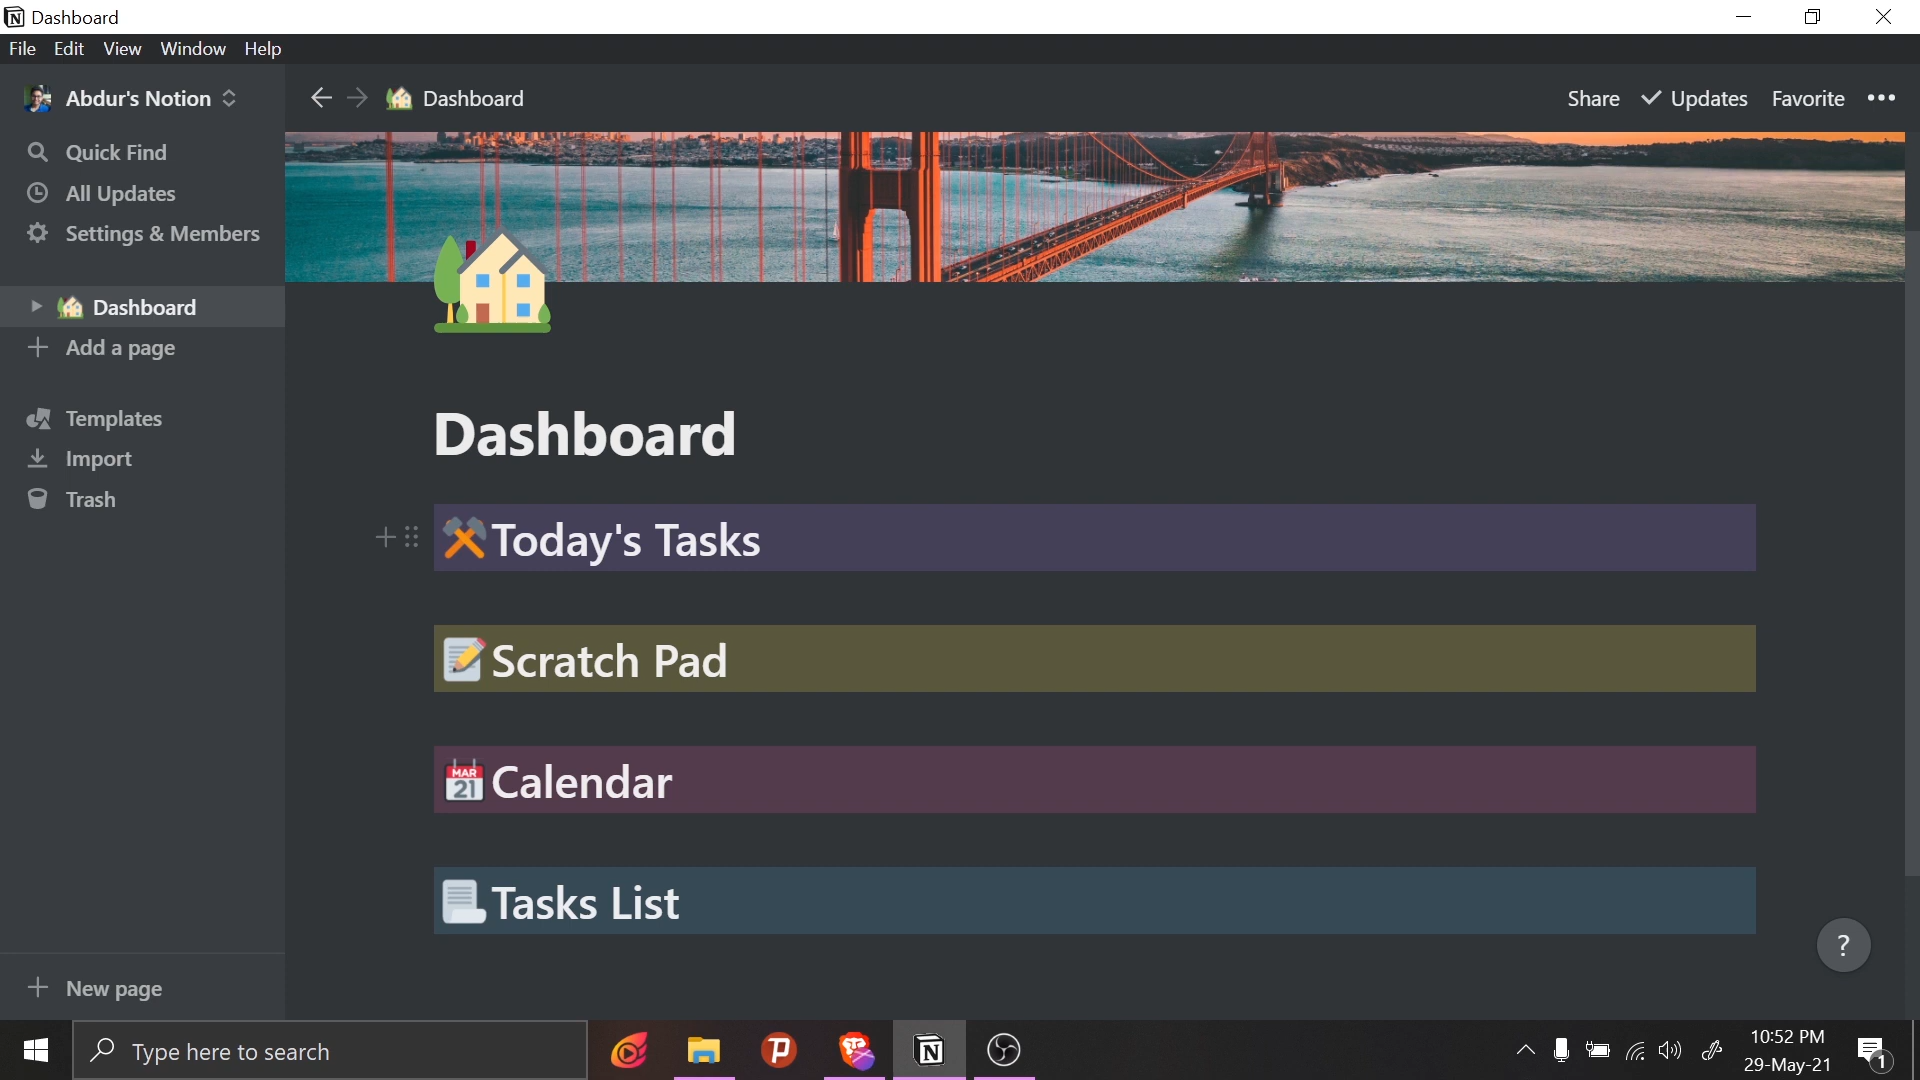 Dashboard
File Edit View Window Help
Abdur's Notion
Dashboard
Share Updates Favorite
Quick Find
All Updates
Settings & Members
Dashboard
Add a page
Templates
Import
Trash
New page
Dashboard
Today's Tasks
Scratch Pad
MAR
21
Calendar
Tasks List
?
Type here to search
10:52 PM
29-May-21
1